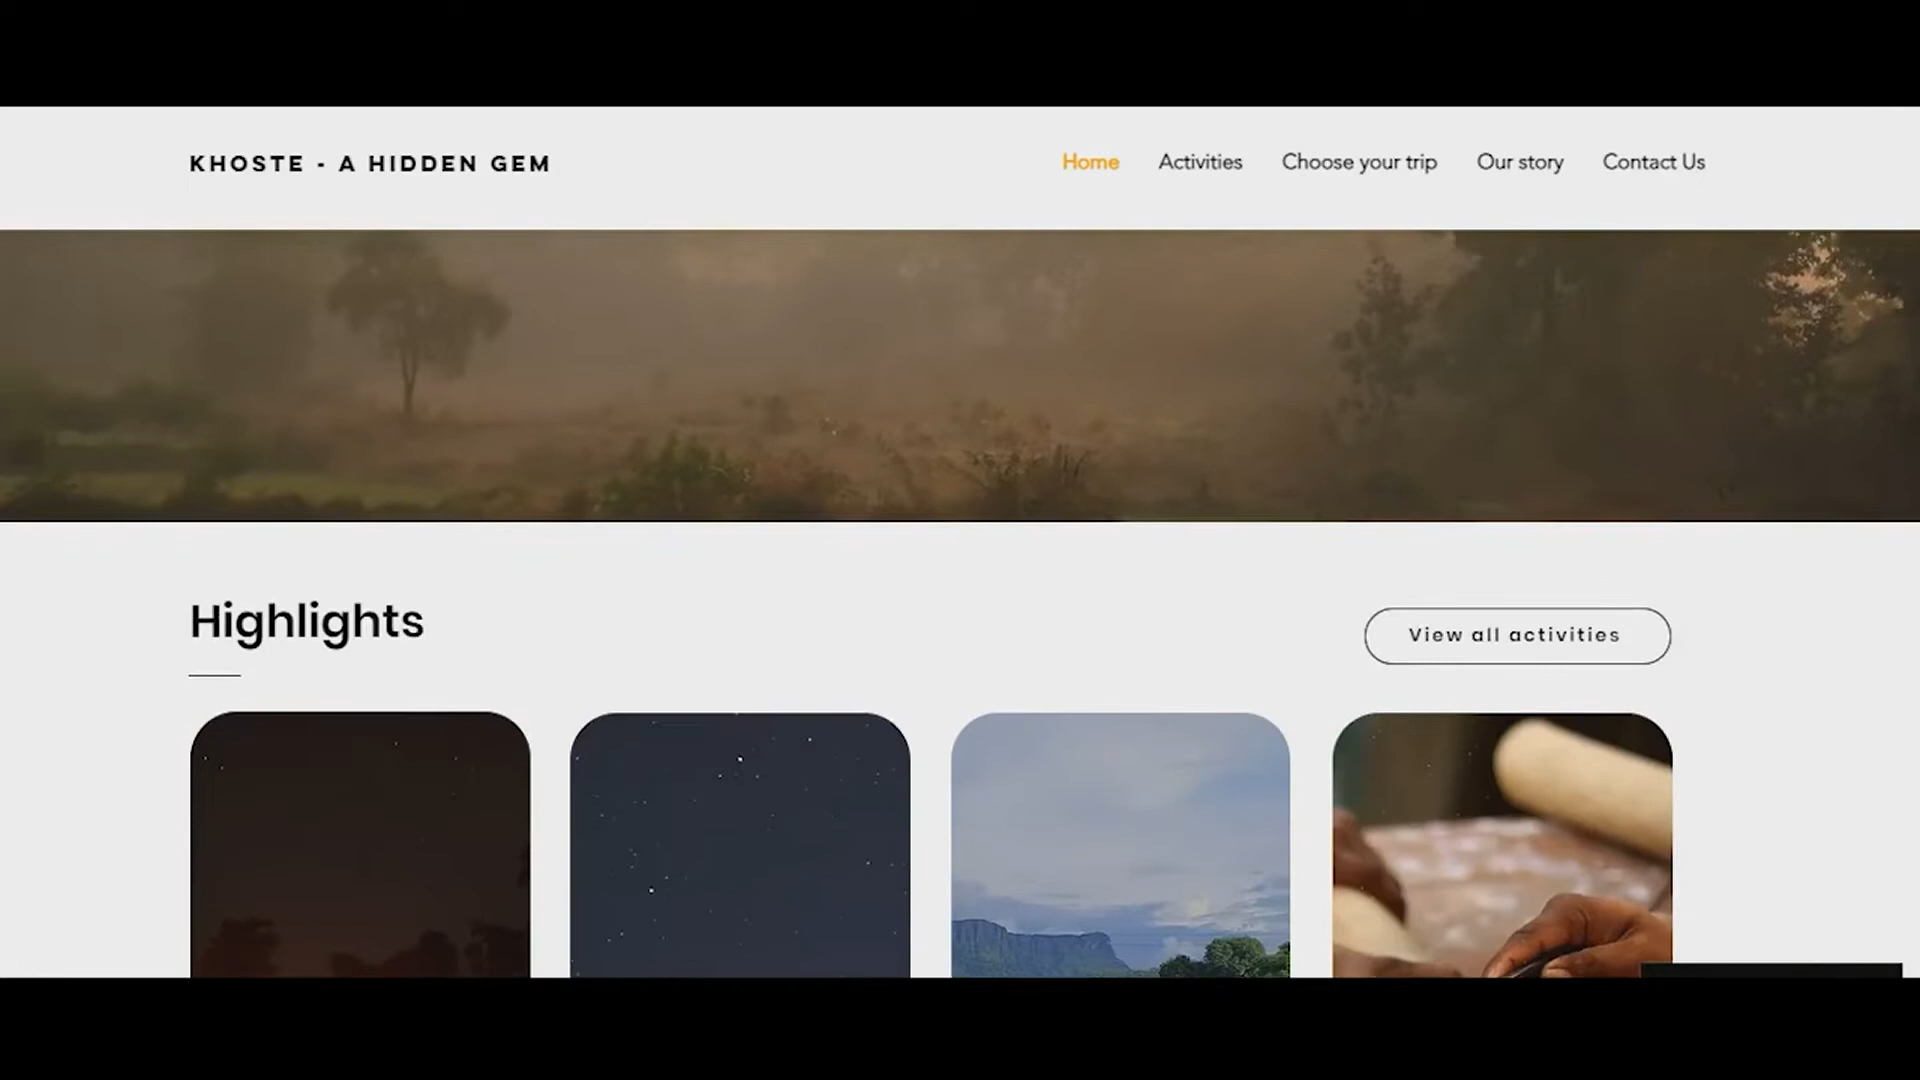 KHOSTE - A HIDDEN GEM
Home Activities Choose your trip Our story Contact Us
Highlights
View all activities